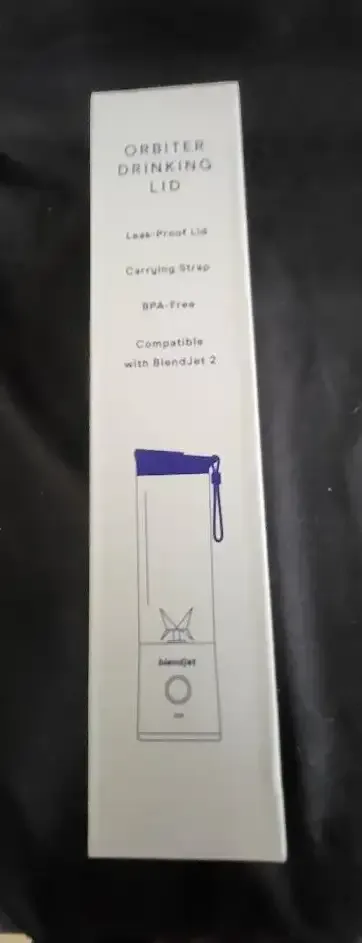 ORBITER
DRINKING
LID
Leak-Proof Lid
Carrying Strap
BPA-Free
Compatible
with BlendJet 2
blendjet